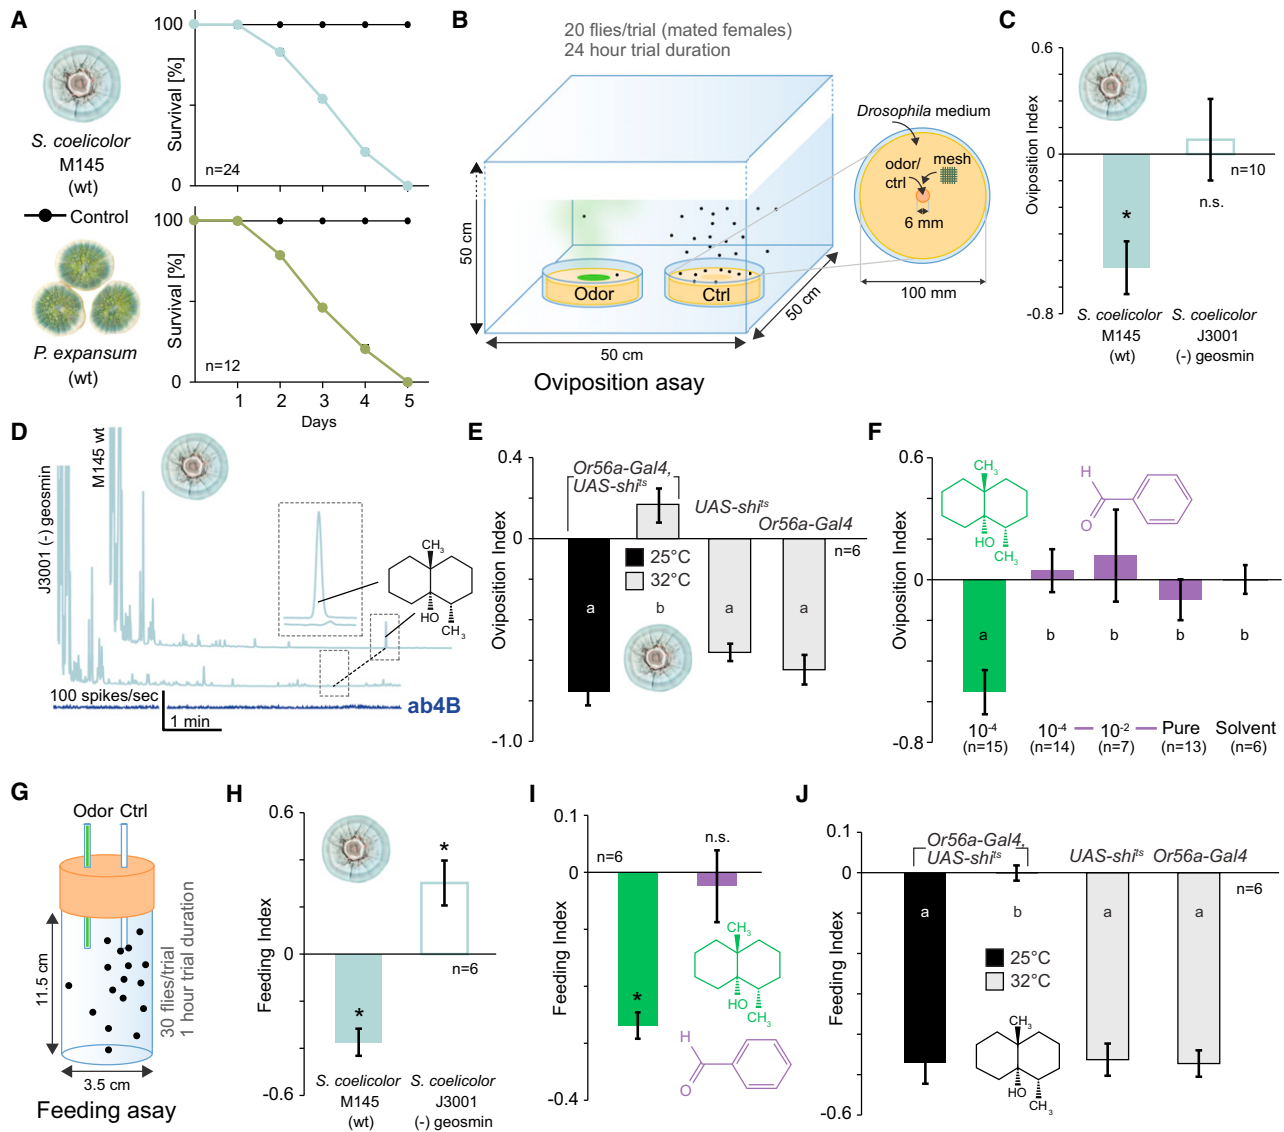 A
100
Survival [%]
0
n=24
S. coelicolor
M145
(wt)
Control
100
Survival [%]
0
n=12
P. expansum
(wt)
1 2 3 4 5
Days
B
20 flies/trial (mated females)
24 hour trial duration
50 cm
50 cm
50 cm
Odor
Ctrl
Drosophila medium
odor/
ctrl
mesh
6 mm
100 mm
Oviposition asay
C
0.6
0
-0.8
Oviposition Index
*
n.s.
n=10
S. coelicolor
M145
(wt)
S. coelicolor
J3001
(-) geosmin
D
J3001 (-) geosmin
M145 wt
CH3
HO
CH3
100 spikes/sec
1 min
ab4B
E
0.4
0
-1.0
Oviposition Index
Or56a-Gal4,
UAS-shits
UAS-shits
Or56a-Gal4
n=6
25°C
32°C
a
b
a
a
F
0.6
0
-0.8
Oviposition Index
CH3
HO
CH3
H
O
a
b
b
b
b
10-4
(n=15)
10-4
(n=14)
10-2
(n=7)
Pure
(n=13)
Solvent
(n=6)
G
Odor Ctrl
11.5 cm
3.5 cm
30 flies/trial
1 hour trial duration
Feeding asay
H
0.6
0
-0.6
Feeding Index
*
*
n=6
S. coelicolor
M145
(wt)
S. coelicolor
J3001
(-) geosmin
I
0.1
0
-0.4
Feeding Index
n=6
n.s.
*
CH3
HO
CH3
H
O
J
0.1
0
-0.6
Feeding Index
Or56a-Gal4,
UAS-shits
UAS-shits
Or56a-Gal4
n=6
a
b
a
a
25°C
32°C
CH3
HO
CH3